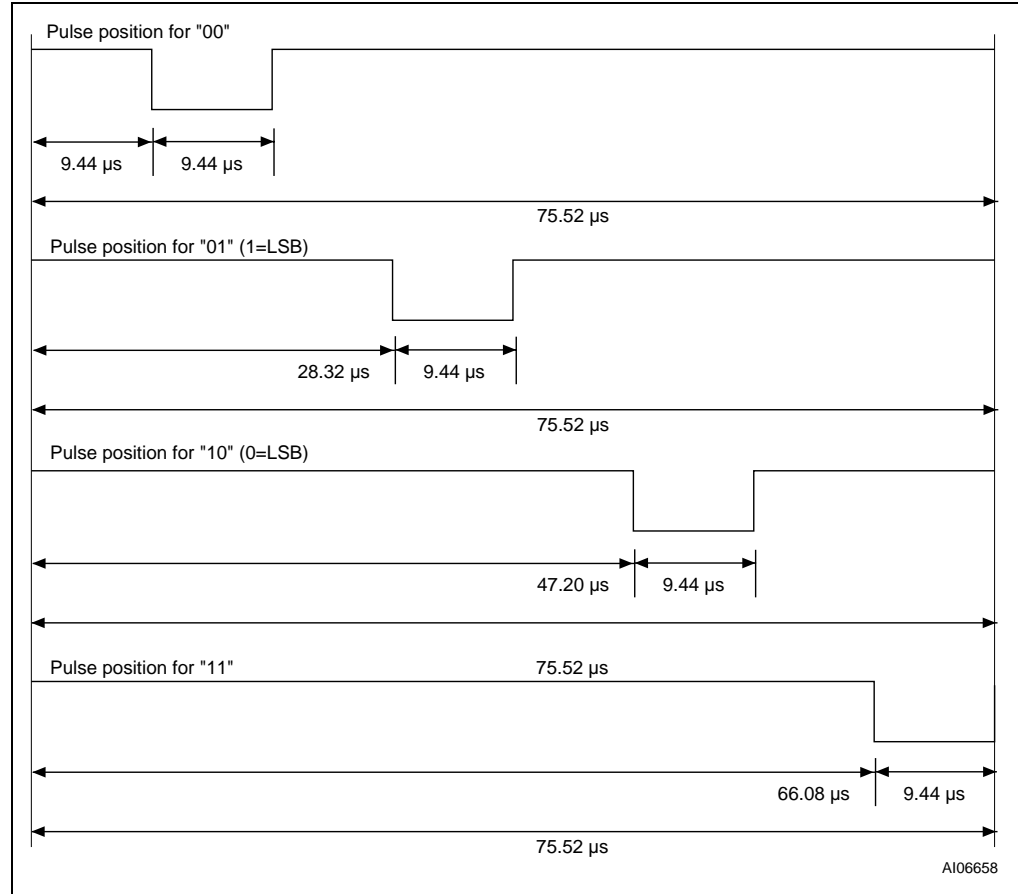 Pulse position for "00"
9.44 µs 9.44 µs
75.52 µs
Pulse position for "01" (1=LSB)
28.32 µs 9.44 µs
75.52 µs
Pulse position for "10" (0=LSB)
47.20 µs 9.44 µs
Pulse position for "11" 75.52 µs
66.08 µs 9.44 µs
75.52 µs
AI06658